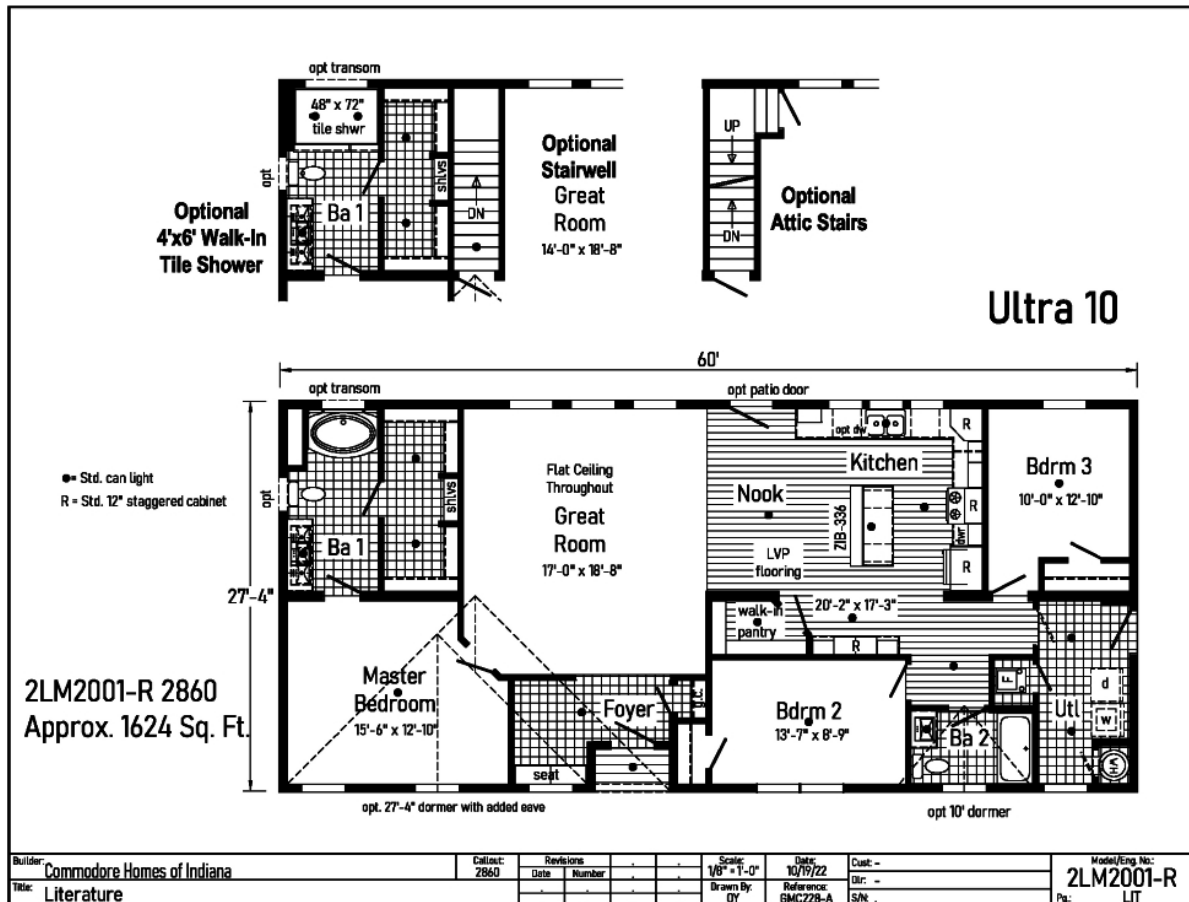 opt transom
48" x 72"
tile shwr
opt
Ba 1
shlvs
DN
Optional
4'x6' Walk-In
Tile Shower
Optional
Stairwell
Great
Room
14'-0" x 18'-8"
UP
DN
Optional
Attic Stairs
Ultra 10
60'
opt transom
opt patio door
27'-4"
●= Std. can light
R = Std. 12" staggered cabinet
opt
Ba 1
shlvs
Flat Ceiling
Throughout
Great
Room
17'-0" x 18'-8"
opt dw
R
Kitchen
Nook
ZIB-336
R
dwr
R
LVP
flooring
Bdrm 3
10'-0" x 12'-10"
walk-in
pantry
20'-2" x 17'-3"
R
2LM2001-R 2860
Approx. 1624 Sq. Ft.
Master
Bedroom
15'-6" x 12'-10"
Foyer
g.c.
seat
Bdrm 2
13'-7" x 8'-9"
F
Ba 2
Utl
d
w
WH
opt. 27'-4" dormer with added eave
opt 10' dormer
Builder: Commodore Homes of Indiana
Title: Literature
Callout:
2860
Revisions
Date Number
Scale:
1/8" = 1'-0"
Drawn By:
DY
Date:
10/19/22
Reference:
GMC228-A
Cust: -
Dlr: -
S/N: .
Model/Eng. No.:
2LM2001-R
Pg.: LIT